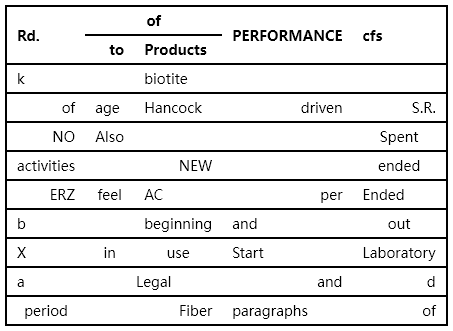 of
Rd. PERFORMANCE cfs
to Products
k biotite
of age Hancock driven S.R.
NO Also Spent
activities NEW ended
ERZ feel AC per Ended
b beginning and out
X in use Start Laboratory
a Legal and d
period Fiber paragraphs of